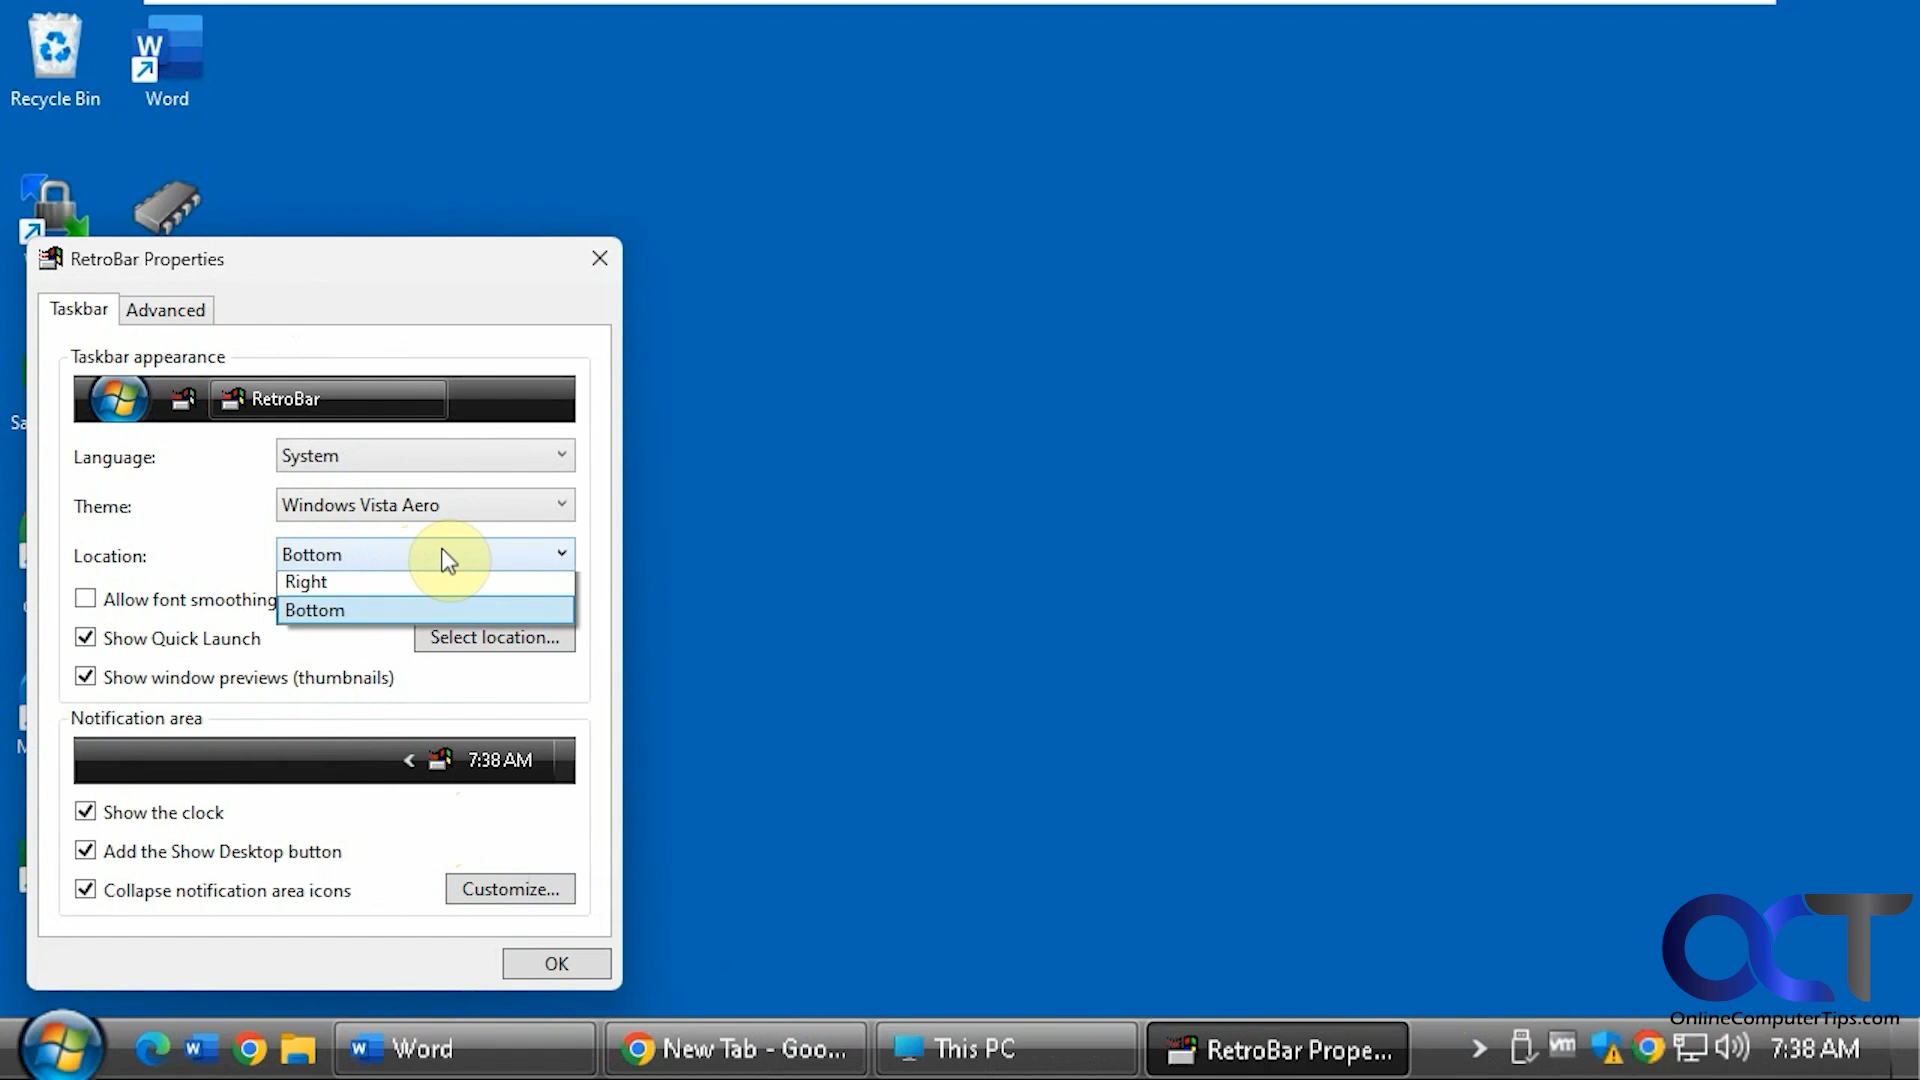 Recycle Bin
Word
RetroBar Properties
Taskbar
Advanced
Taskbar appearance
RetroBar
Language:
System
Theme:
Windows Vista Aero
Location:
Bottom
Right
Bottom
Allow font smoothing
Show Quick Launch
Select location...
Show window previews (thumbnails)
Notification area
7:38 AM
Show the clock
Add the Show Desktop button
Collapse notification area icons
Customize...
OK
OCT
OnlineComputerTips.com
Word
New Tab - Goo...
This PC
RetroBar Prope...
vm
7:38 AM